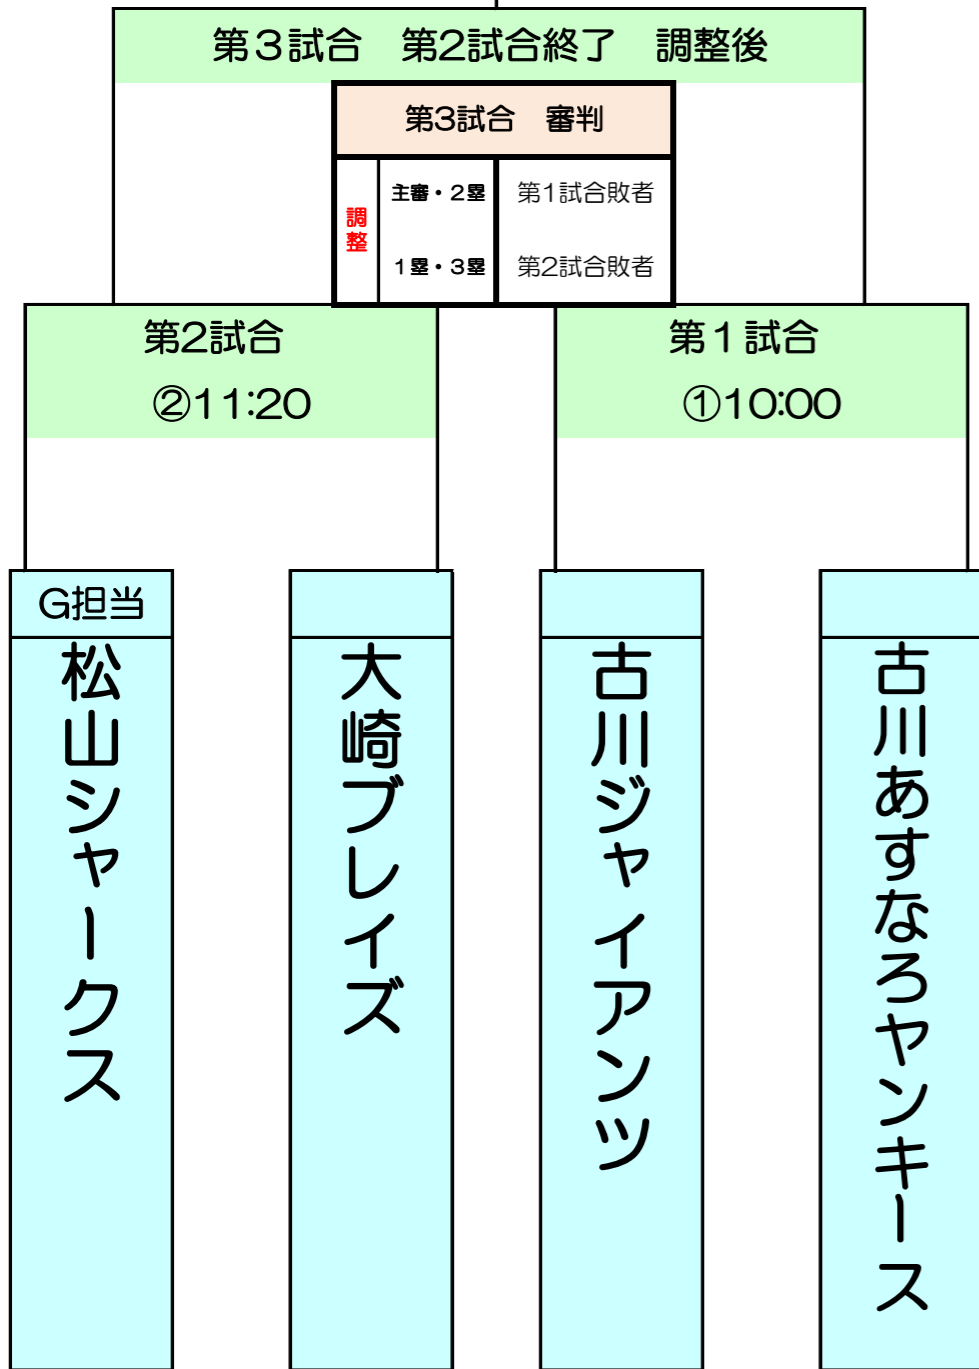 第３試合　第2試合終了　調整後
第3試合　審判
調整
主審・２塁
第1試合敗者
１塁・３塁
第2試合敗者
第2試合
②11:20
第１試合
①10:00
G担当
松山シャークス
大崎ブレイズ
古川ジャイアンツ
古川あすなろヤンキース